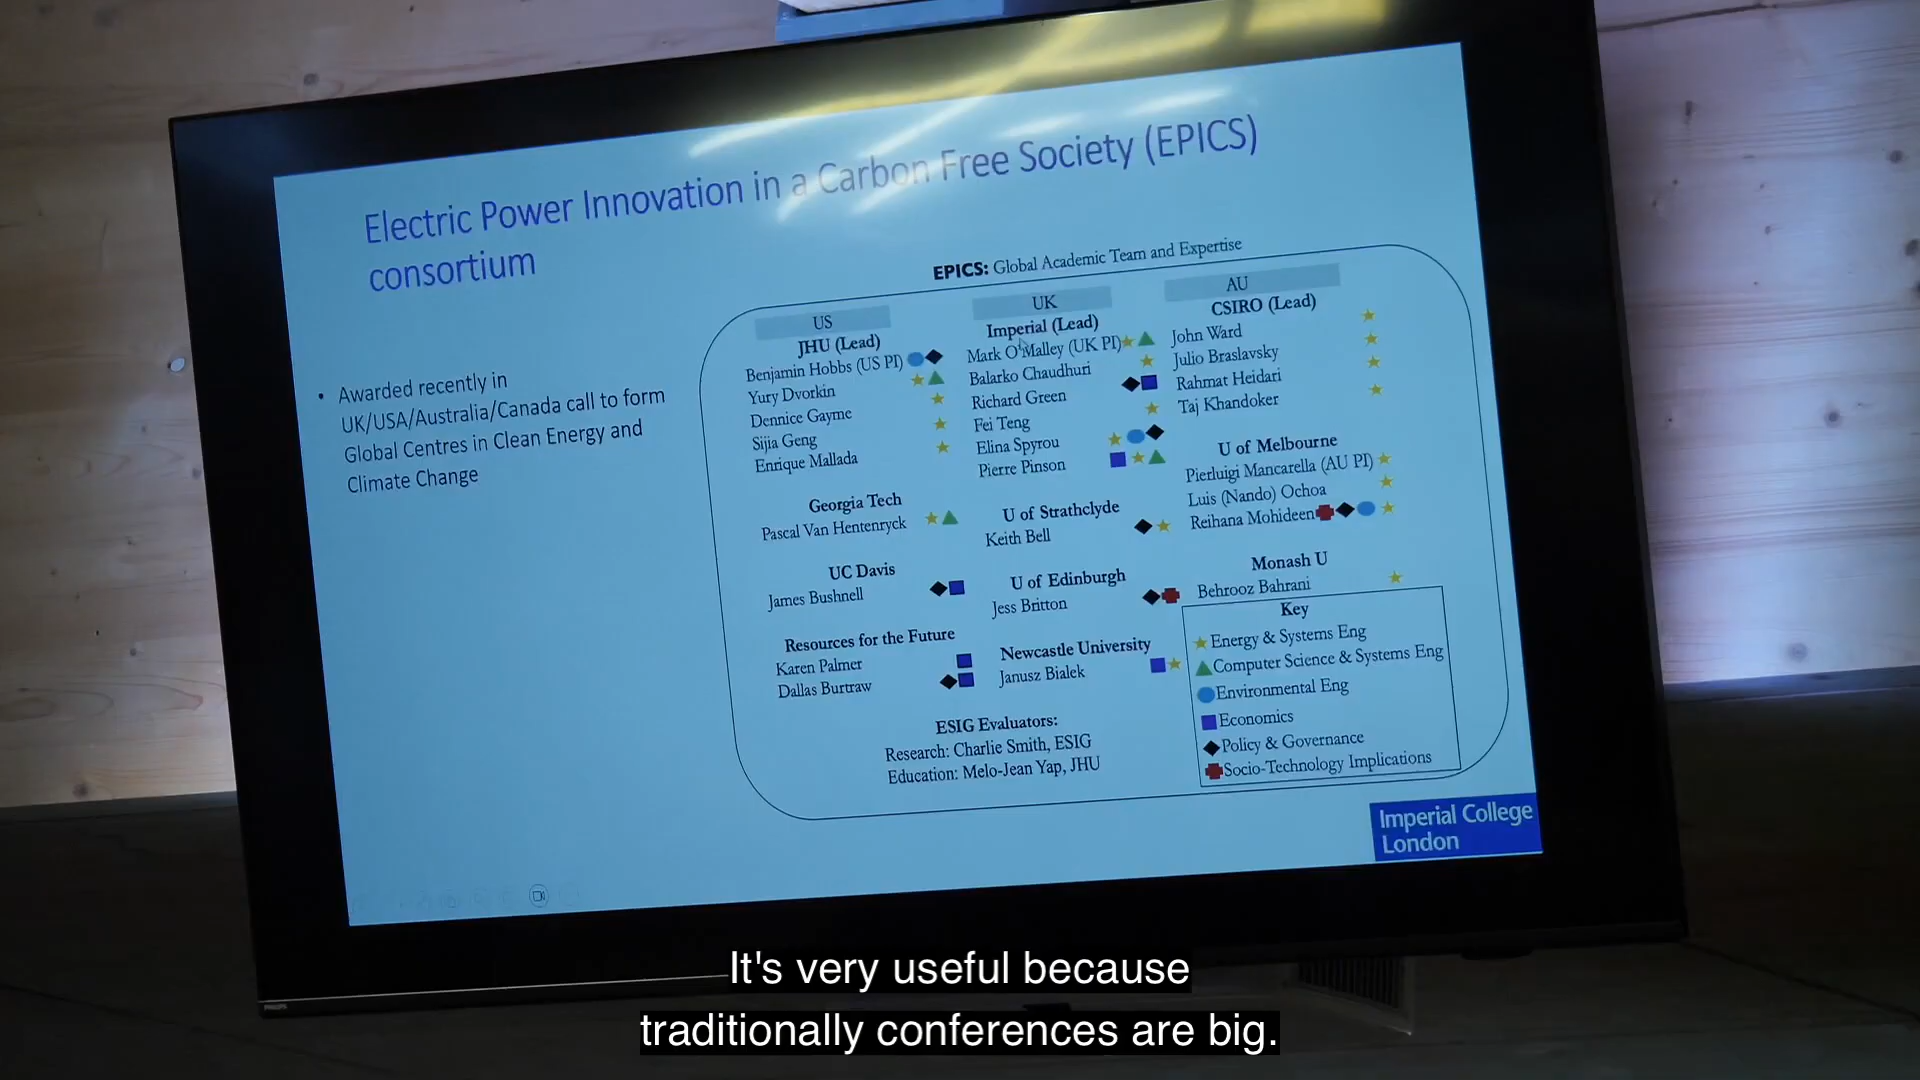 Electric Power Innovation in a Carbon Free Society (EPICS)
consortium
• Awarded recently in
UK/USA/Australia/Canada call to form
Global Centres in Clean Energy and
Climate Change
EPICS: Global Academic Team and Expertise
US
JHU (Lead)
Benjamin Hobbs (US PI)
Yury Dvorkin
Dennice Gayme
Sijia Geng
Enrique Mallada
Georgia Tech
Pascal Van Hentenryck
UC Davis
James Bushnell
Resources for the Future
Karen Palmer
Dallas Burtraw
UK
Imperial (Lead)
Mark O'Malley (UK PI)
Balarko Chaudhuri
Richard Green
Fei Teng
Elina Spyrou
Pierre Pinson
U of Strathclyde
Keith Bell
U of Edinburgh
Jess Britton
Newcastle University
Janusz Bialek
AU
CSIRO (Lead)
John Ward
Julio Braslavsky
Rahmat Heidari
Taj Khandoker
U of Melbourne
Pierluigi Mancarella (AU PI)
Luis (Nando) Ochoa
Reihana Mohideen
Monash U
Behrooz Bahrani
ESIG Evaluators:
Research: Charlie Smith, ESIG
Education: Melo-Jean Yap, JHU
Key
Energy & Systems Eng
Computer Science & Systems Eng
Environmental Eng
Economics
Policy & Governance
Socio-Technology Implications
Imperial College
London
PHILIPS
It's very useful because
traditionally conferences are big.